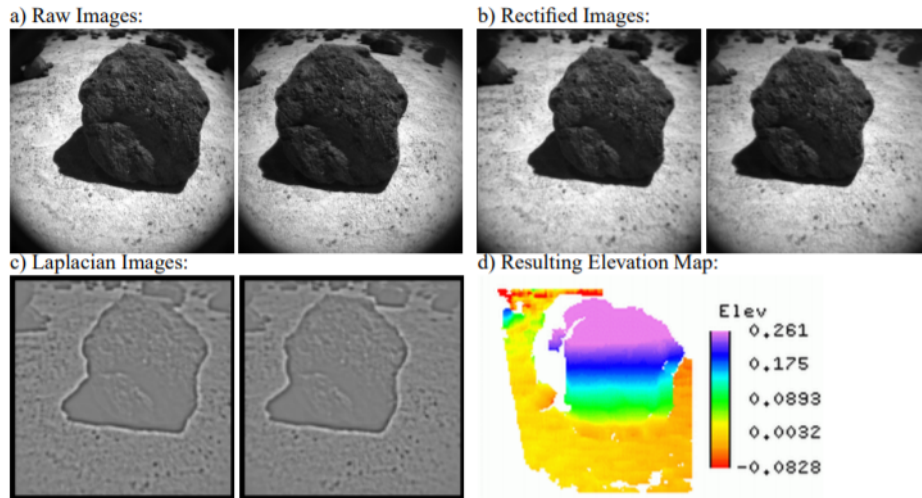 a) Raw Images:
b) Rectified Images:
c) Laplacian Images:
d) Resulting Elevation Map:
Elev
0.261
0.175
0.0893
0.0032
-0.0828